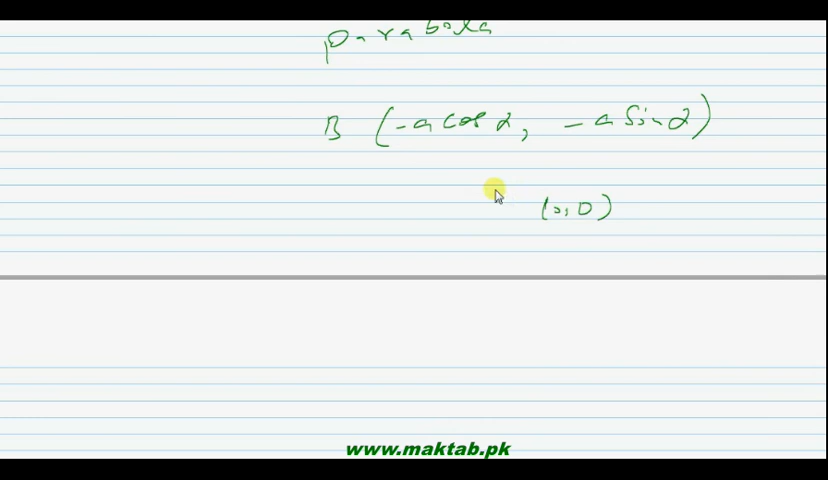 parabola
B (-a cos α, -a Sin α)
(0,0)
www.maktab.pk